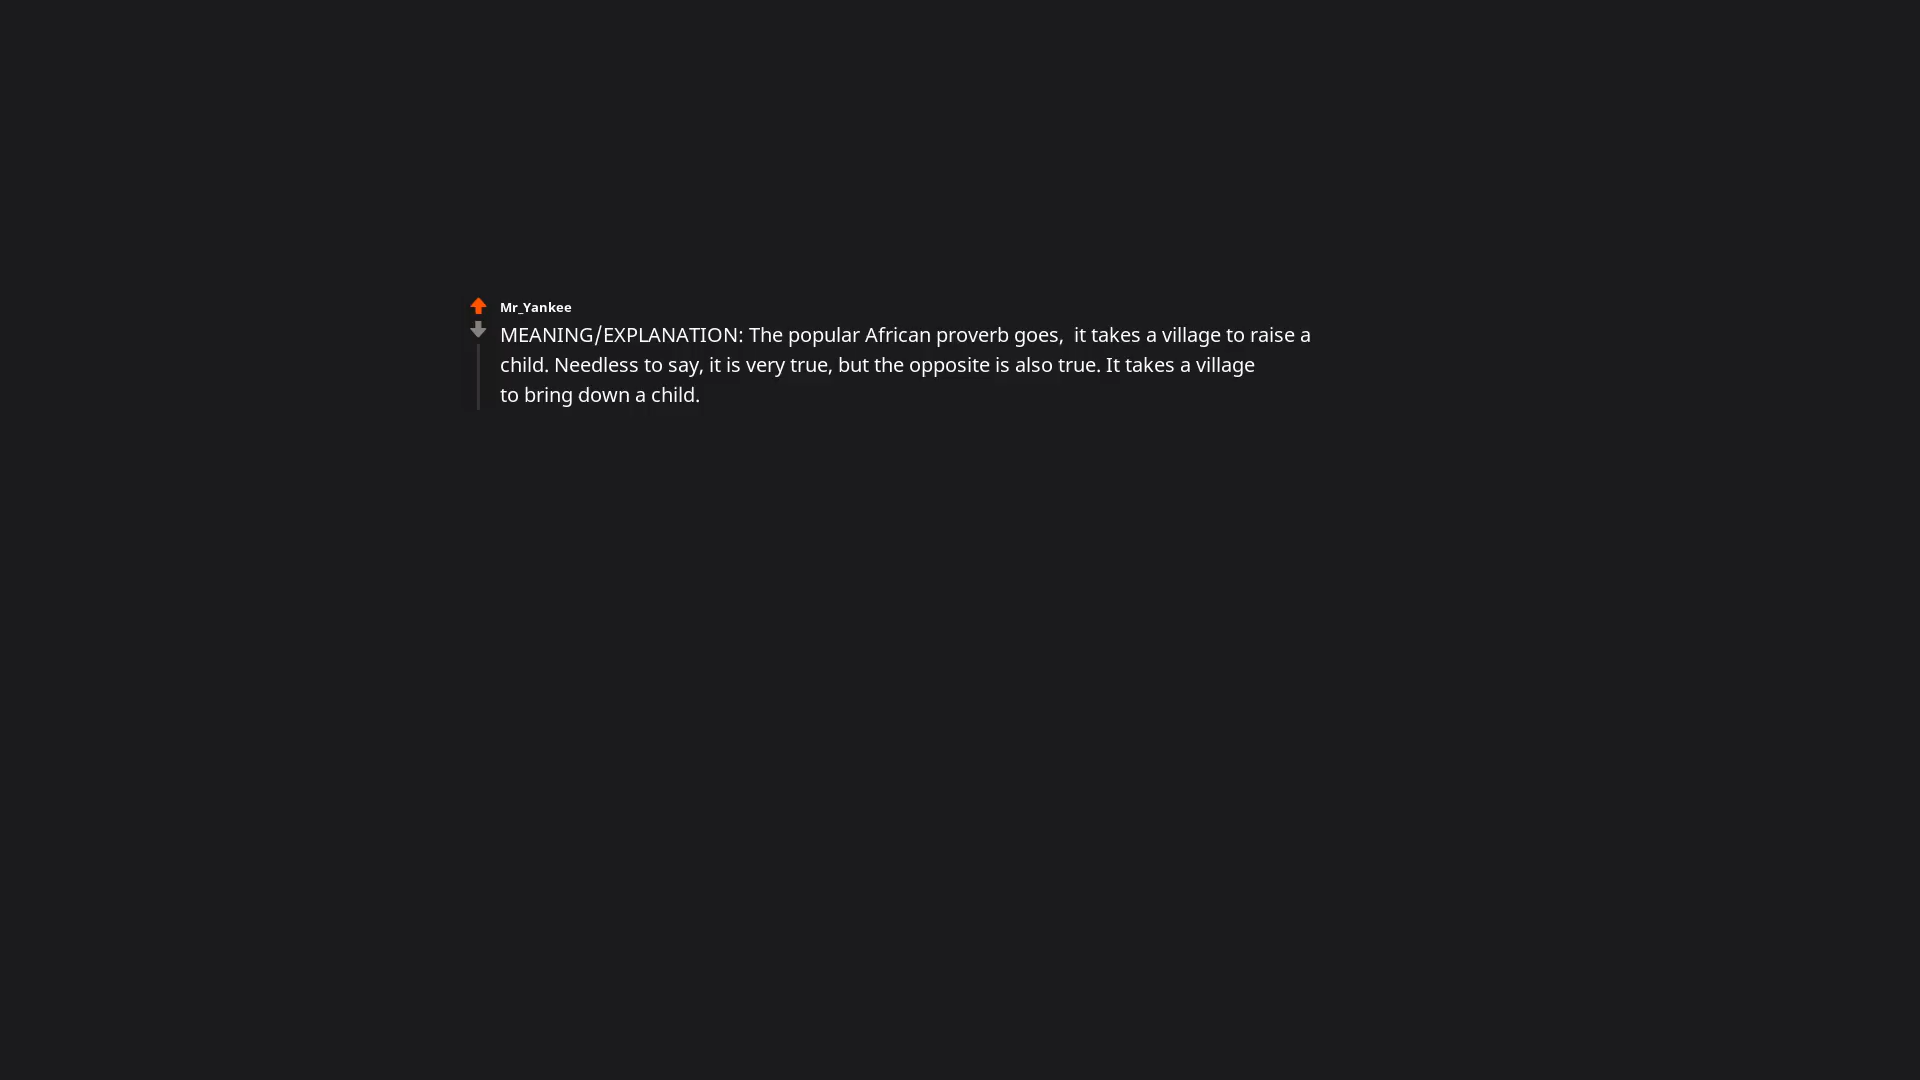 Mr_Yankee
MEANING/EXPLANATION: The popular African proverb goes,  it takes a village to raise a
child. Needless to say, it is very true, but the opposite is also true. It takes a village
to bring down a child.